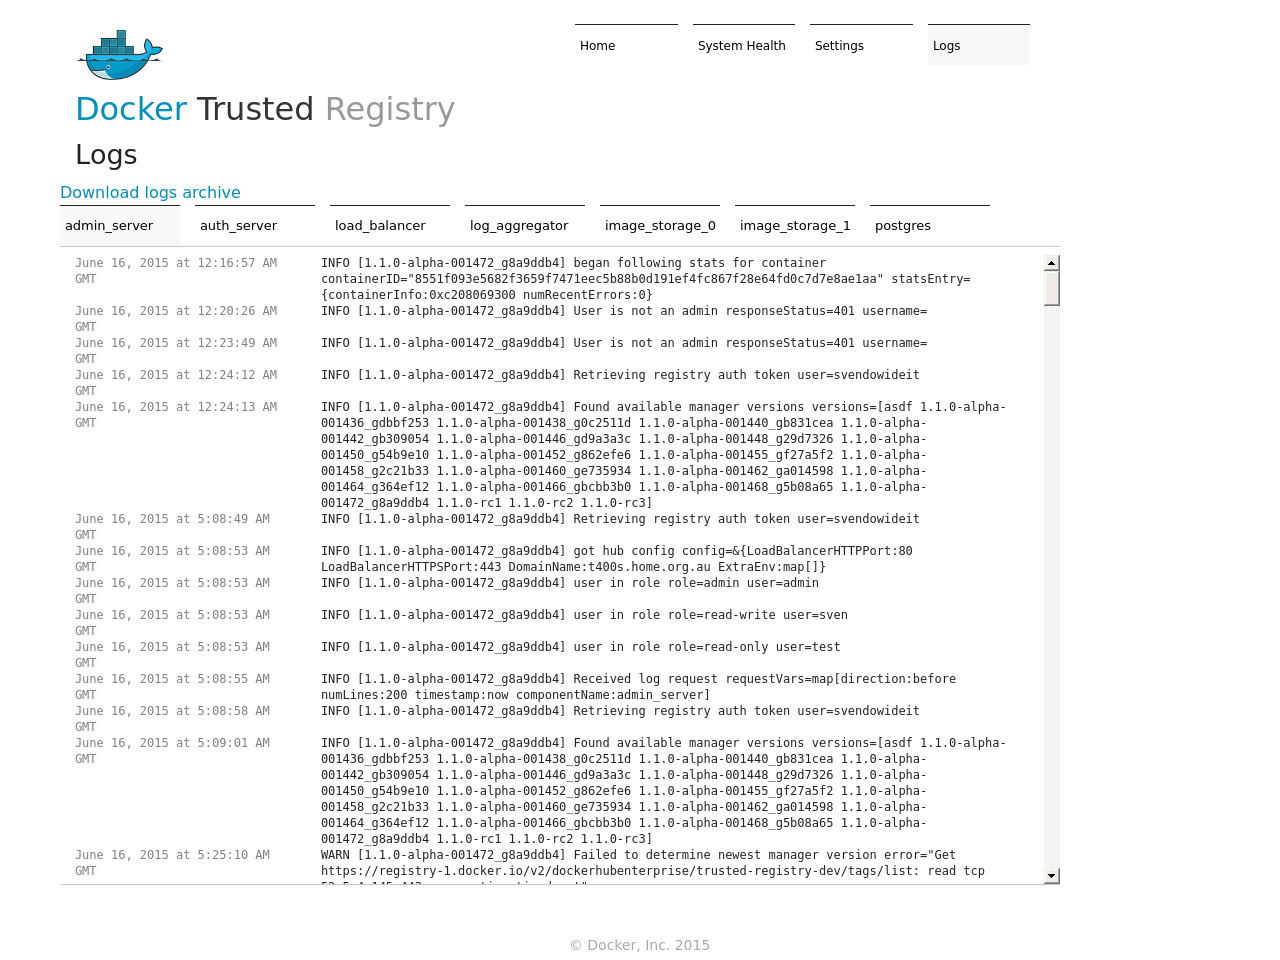 Home System Health Settings Logs
Docker Trusted Registry
Logs
Download logs archive
admin_server auth_server load_balancer log_aggregator image_storage_0 image_storage_1 postgres
June 16, 2015 at 12:16:57 AM INFO [1.1.0-alpha-001472_g8a9ddb4] began following stats for container
GMT containerID="8551f093e5682f3659f7471eec5b88b0d191ef4fc867f28e64fd0c7d7e8ae1aa" statsEntry=
{containerInfo:0xc208069300 numRecentErrors:0}
June 16, 2015 at 12:20:26 AM INFO [1.1.0-alpha-001472_g8a9ddb4] User is not an admin responseStatus=401 username=
GMT
June 16, 2015 at 12:23:49 AM INFO [1.1.0-alpha-001472_g8a9ddb4] User is not an admin responseStatus=401 username=
GMT
June 16, 2015 at 12:24:12 AM INFO [1.1.0-alpha-001472_g8a9ddb4] Retrieving registry auth token user=svendowideit
GMT
June 16, 2015 at 12:24:13 AM INFO [1.1.0-alpha-001472_g8a9ddb4] Found available manager versions versions=[asdf 1.1.0-alpha-
GMT 001436_gdbbf253 1.1.0-alpha-001438_g0c2511d 1.1.0-alpha-001440_gb831cea 1.1.0-alpha-
001442_gb309054 1.1.0-alpha-001446_gd9a3a3c 1.1.0-alpha-001448_g29d7326 1.1.0-alpha-
001450_g54b9e10 1.1.0-alpha-001452_g862efe6 1.1.0-alpha-001455_gf27a5f2 1.1.0-alpha-
001458_g2c21b33 1.1.0-alpha-001460_ge735934 1.1.0-alpha-001462_ga014598 1.1.0-alpha-
001464_g364ef12 1.1.0-alpha-001466_gbcbb3b0 1.1.0-alpha-001468_g5b08a65 1.1.0-alpha-
001472_g8a9ddb4 1.1.0-rc1 1.1.0-rc2 1.1.0-rc3]
June 16, 2015 at 5:08:49 AM INFO [1.1.0-alpha-001472_g8a9ddb4] Retrieving registry auth token user=svendowideit
GMT
June 16, 2015 at 5:08:53 AM INFO [1.1.0-alpha-001472_g8a9ddb4] got hub config config=&{LoadBalancerHTTPPort:80
GMT LoadBalancerHTTPSPort:443 DomainName:t400s.home.org.au ExtraEnv:map[]}
June 16, 2015 at 5:08:53 AM INFO [1.1.0-alpha-001472_g8a9ddb4] user in role role=admin user=admin
GMT
June 16, 2015 at 5:08:53 AM INFO [1.1.0-alpha-001472_g8a9ddb4] user in role role=read-write user=sven
GMT
June 16, 2015 at 5:08:53 AM INFO [1.1.0-alpha-001472_g8a9ddb4] user in role role=read-only user=test
GMT
June 16, 2015 at 5:08:55 AM INFO [1.1.0-alpha-001472_g8a9ddb4] Received log request requestVars=map[direction:before
GMT numLines:200 timestamp:now componentName:admin_server]
June 16, 2015 at 5:08:58 AM INFO [1.1.0-alpha-001472_g8a9ddb4] Retrieving registry auth token user=svendowideit
GMT
June 16, 2015 at 5:09:01 AM INFO [1.1.0-alpha-001472_g8a9ddb4] Found available manager versions versions=[asdf 1.1.0-alpha-
GMT 001436_gdbbf253 1.1.0-alpha-001438_g0c2511d 1.1.0-alpha-001440_gb831cea 1.1.0-alpha-
001442_gb309054 1.1.0-alpha-001446_gd9a3a3c 1.1.0-alpha-001448_g29d7326 1.1.0-alpha-
001450_g54b9e10 1.1.0-alpha-001452_g862efe6 1.1.0-alpha-001455_gf27a5f2 1.1.0-alpha-
001458_g2c21b33 1.1.0-alpha-001460_ge735934 1.1.0-alpha-001462_ga014598 1.1.0-alpha-
001464_g364ef12 1.1.0-alpha-001466_gbcbb3b0 1.1.0-alpha-001468_g5b08a65 1.1.0-alpha-
001472_g8a9ddb4 1.1.0-rc1 1.1.0-rc2 1.1.0-rc3]
June 16, 2015 at 5:25:10 AM WARN [1.1.0-alpha-001472_g8a9ddb4] Failed to determine newest manager version error="Get
GMT https://registry-1.docker.io/v2/dockerhubenterprise/trusted-registry-dev/tags/list: read tcp
© Docker, Inc. 2015